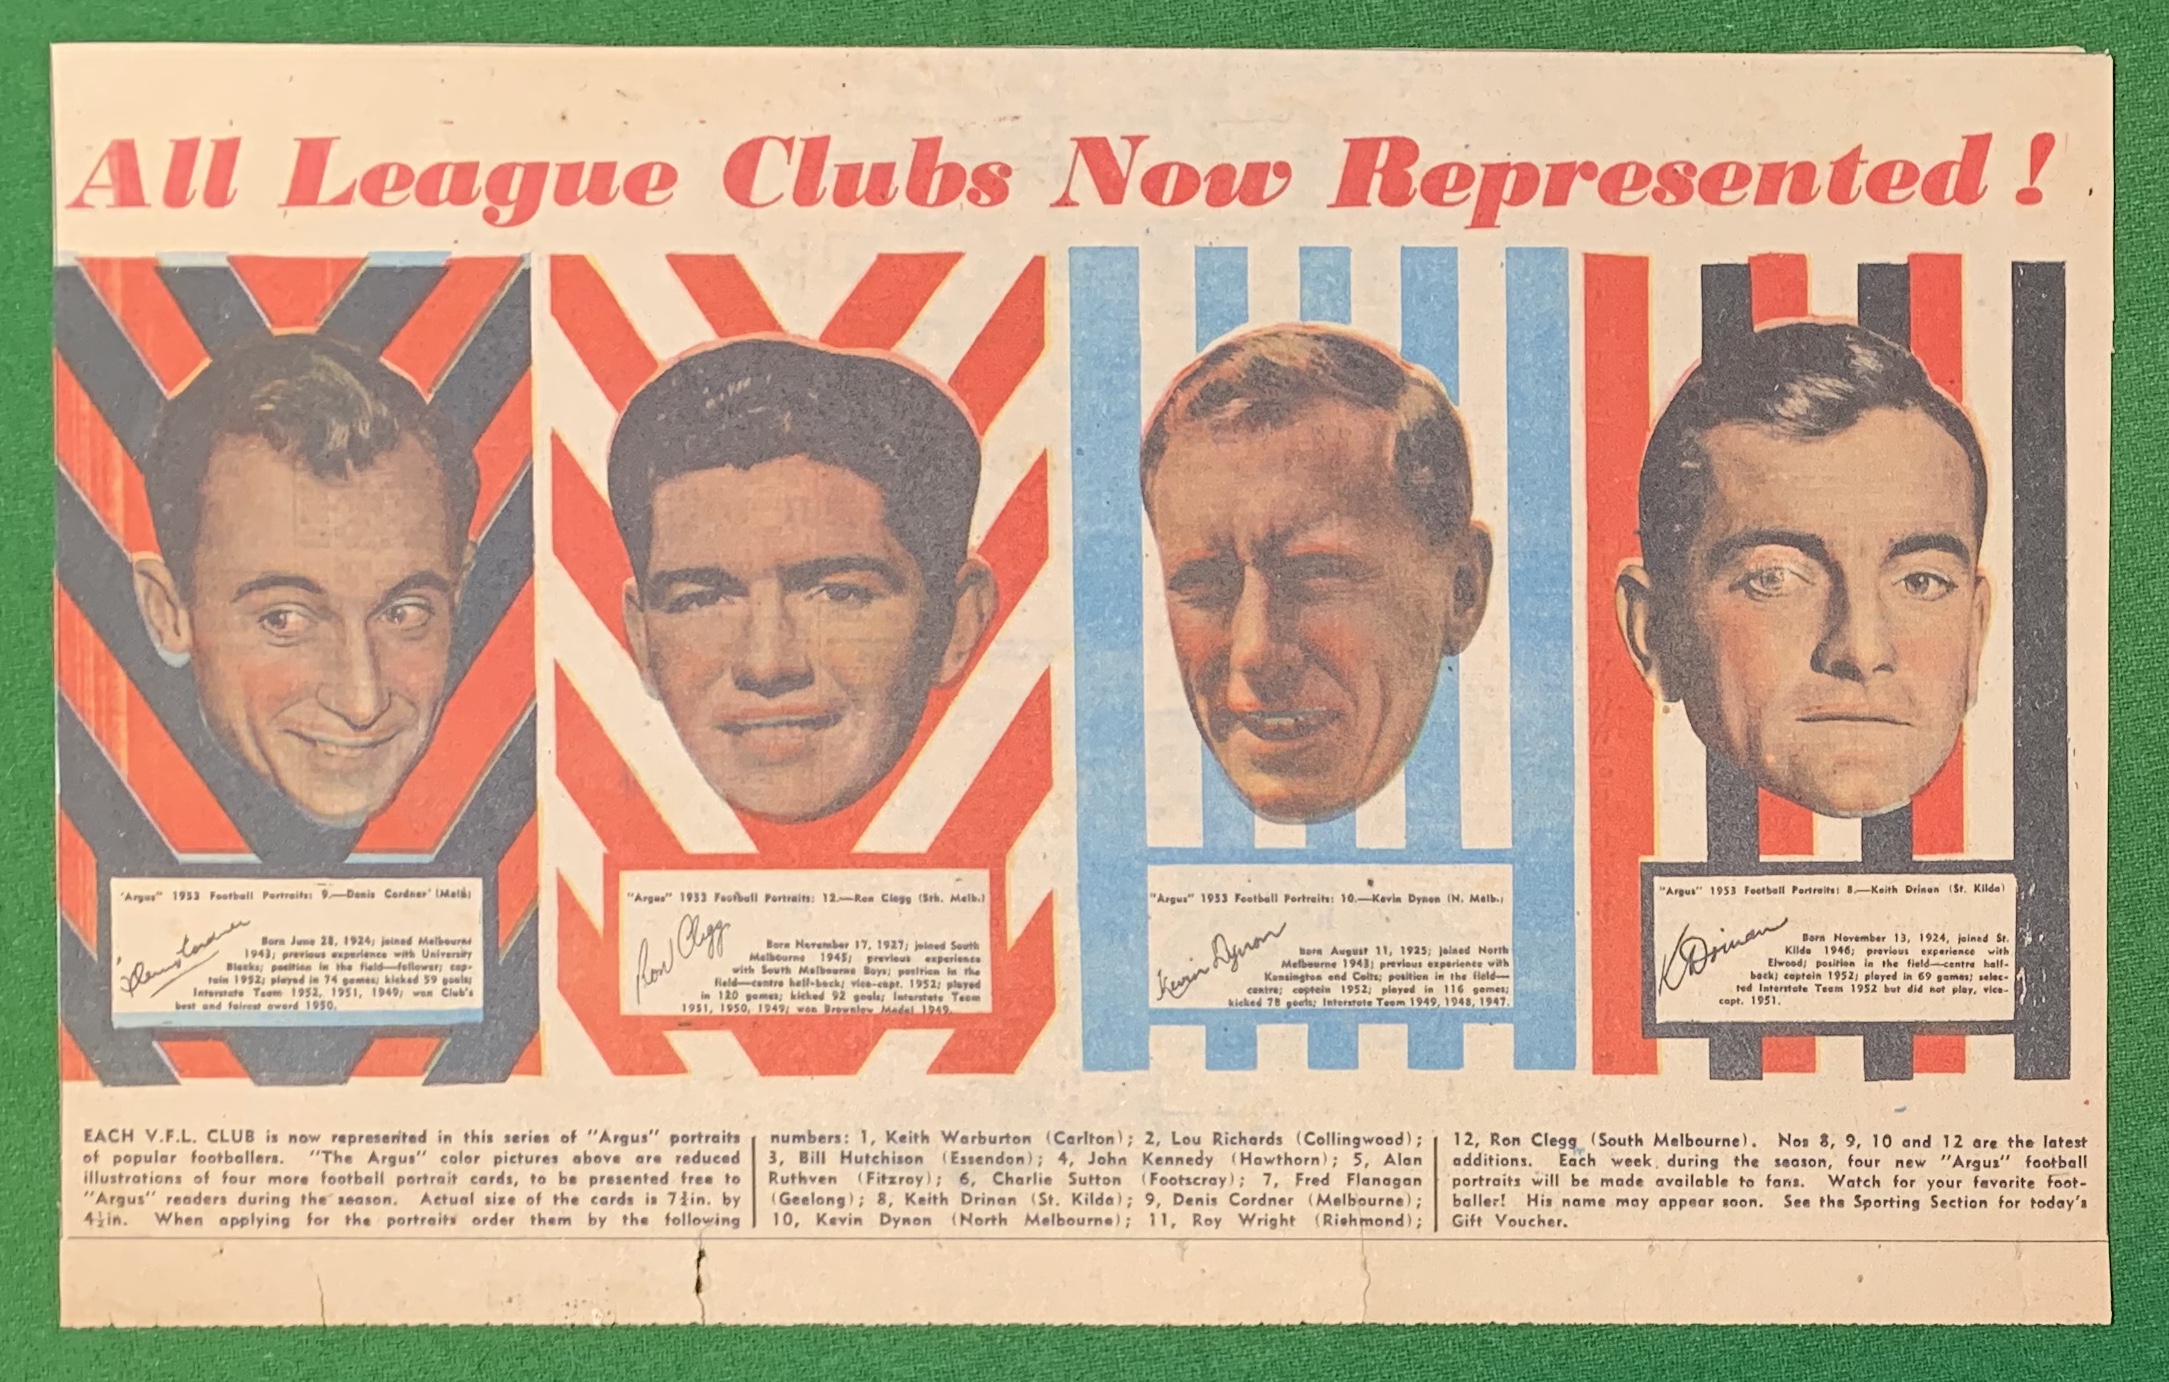 All League Clubs Now Represented!
'Argus" 1953 Football Portraits: 9.—Denis Cordner (Melb)
Denis Cordner
Born June 28, 1924; joined Melbourne
1943; previous experience with University
Blacks; position in the field—follower; cap-
tain 1952; played in 74 games; kicked 59 goals;
Interstate Team 1952, 1951, 1949; won Club's
best and fairest award 1950.
"Argus" 1953 Football Portraits: 12.—Ron Clegg (Sth. Melb.)
Ron Clegg
Born November 17, 1927; joined South
Melbourne 1945; previous experience
with South Melbourne Boys; position in the
field—centre half-back; vice-capt. 1952; played
in 120 games; kicked 92 goals; Interstate Team
1951, 1950, 1949; won Brownlow Medal 1949.
"Argus" 1953 Football Portraits: 10.—Kevin Dynon (N. Melb.)
Kevin Dynon
Born August 11, 1925; joined North
Melbourne 1943; previous experience with
Kensington and Colts; position in the field—
centre; captain 1952; played in 116 games;
kicked 78 goals; Interstate Team 1949, 1948, 1947.
"Argus" 1953 Football Portraits: 8.—Keith Drinan (St. Kilda)
K Drinan
Born November 13, 1924, joined St.
Kilda 1946; previous experience with
Elwood; position in the field—centre half-
back; captain 1952; played in 69 games; selec-
ted Interstate Team 1952 but did not play, vice-
capt. 1951.
EACH V.F.L. CLUB is now represented in this series of "Argus" portraits
of popular footballers. "The Argus" color pictures above are reduced
illustrations of four more football portrait cards, to be presented free to
"Argus" readers during the season. Actual size of the cards is 7¾in. by
4½in. When applying for the portraits order them by the following
numbers: 1, Keith Warburton (Carlton); 2, Lou Richards (Collingwood);
3, Bill Hutchison (Essendon); 4, John Kennedy (Hawthorn); 5, Alan
Ruthven (Fitzroy); 6, Charlie Sutton (Footscray); 7, Fred Flanagan
(Geelong); 8, Keith Drinan (St. Kilda); 9, Denis Cordner (Melbourne);
10, Kevin Dynon (North Melbourne); 11, Roy Wright (Richmond);
12, Ron Clegg (South Melbourne). Nos 8, 9, 10 and 12 are the latest
additions. Each week during the season, four new "Argus" football
portraits will be made available to fans. Watch for your favorite foot-
baller! His name may appear soon. See the Sporting Section for today's
Gift Voucher.